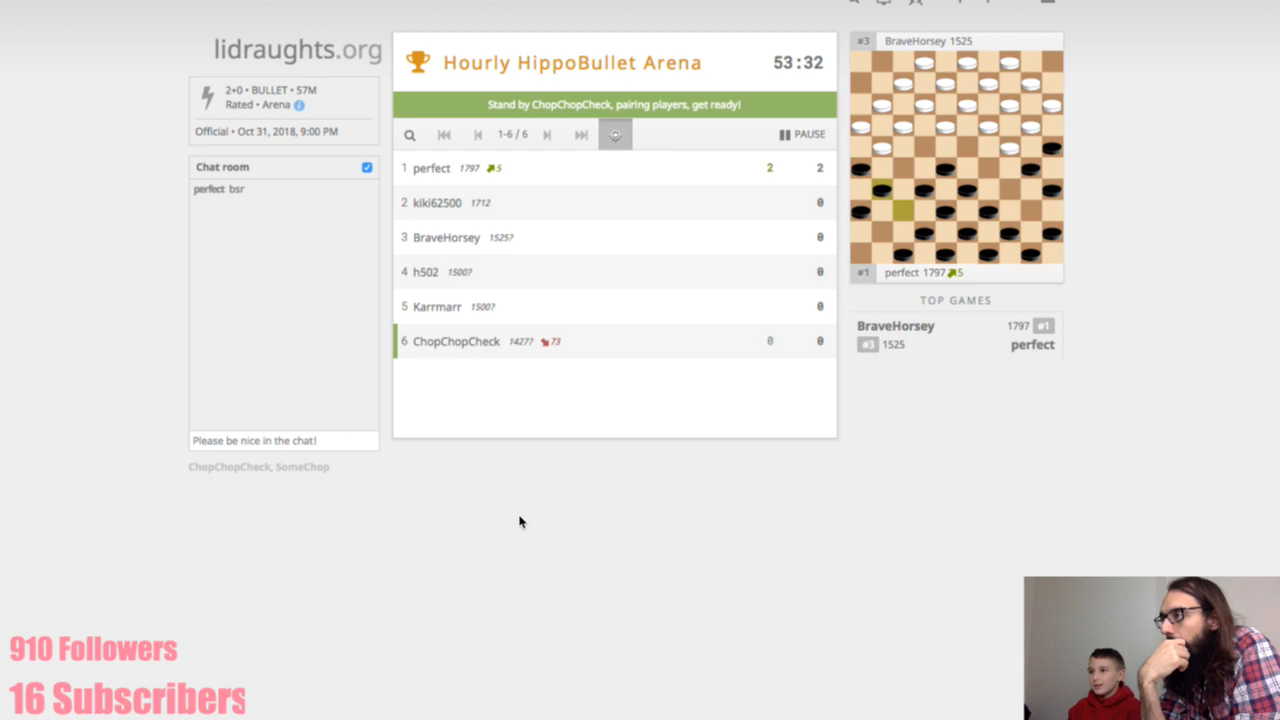 lidraughts.org
2+0 • BULLET • 57M
Rated • Arena
Official • Oct 31, 2018, 9:00 PM
Chat room
perfect bsr
Please be nice in the chat!
ChopChopCheck, SomeChop
Hourly HippoBullet Arena 53:32
Stand by ChopChopCheck, pairing players, get ready!
1-6 / 6 PAUSE
1 perfect 1797 5 2 2
2 kiki62500 1712 0
3 BraveHorsey 1525? 0
4 h502 1500? 0
5 Karrmarr 1500? 0
6 ChopChopCheck 1427? 73 0 0
#3 BraveHorsey 1525
#1 perfect 1797 5
TOP GAMES
BraveHorsey 1797 #1
#3 1525 perfect
910 Followers
16 Subscribers